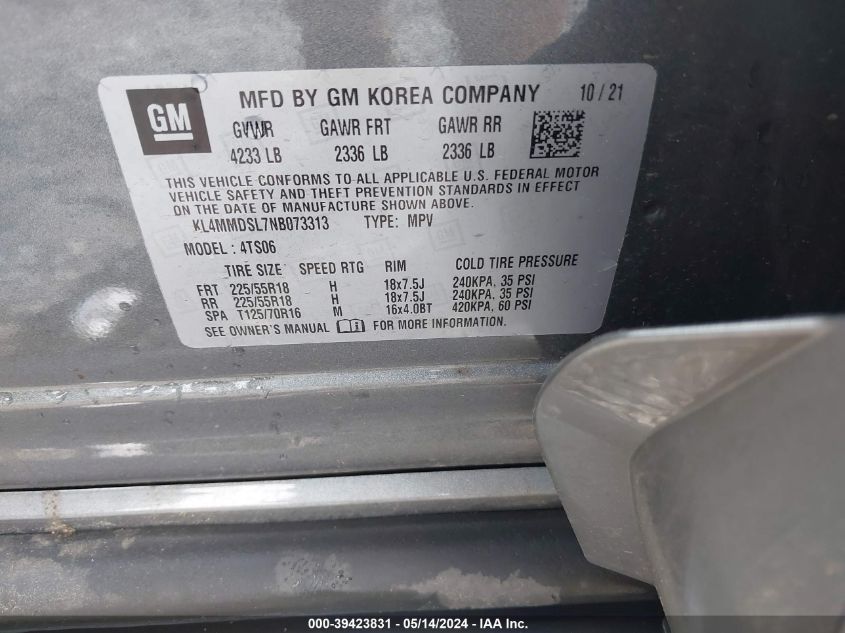 GM
MFD BY GM KOREA COMPANY 10 / 21
GVWR GAWR FRT GAWR RR
4233 LB 2336 LB 2336 LB
THIS VEHICLE CONFORMS TO ALL APPLICABLE U.S. FEDERAL MOTOR
VEHICLE SAFETY AND THEFT PREVENTION STANDARDS IN EFFECT
ON THE DATE OF MANUFACTURE SHOWN ABOVE.
KL4MMDSL7NB073313 TYPE: MPV
MODEL : 4TS06
TIRE SIZE SPEED RTG RIM COLD TIRE PRESSURE
FRT 225/55R18 H 18x7.5J 240KPA, 35 PSI
RR 225/55R18 H 18x7.5J 240KPA, 35 PSI
SPA T125/70R16 M 16x4.0BT 420KPA, 60 PSI
SEE OWNER'S MANUAL FOR MORE INFORMATION.
000-39423831 - 05/14/2024 - IAA Inc.